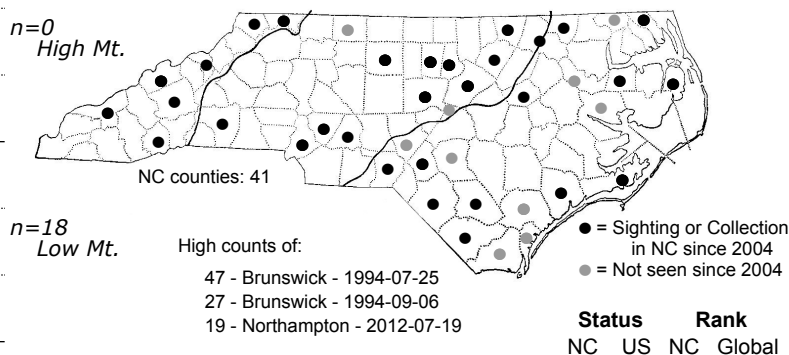 n=0
High Mt.
NC counties: 41
n=18
Low Mt.
High counts of:
47 - Brunswick - 1994-07-25
27 - Brunswick - 1994-09-06
19 - Northampton - 2012-07-19
● = Sighting or Collection
in NC since 2004
● = Not seen since 2004
Status Rank
NC US NC Global